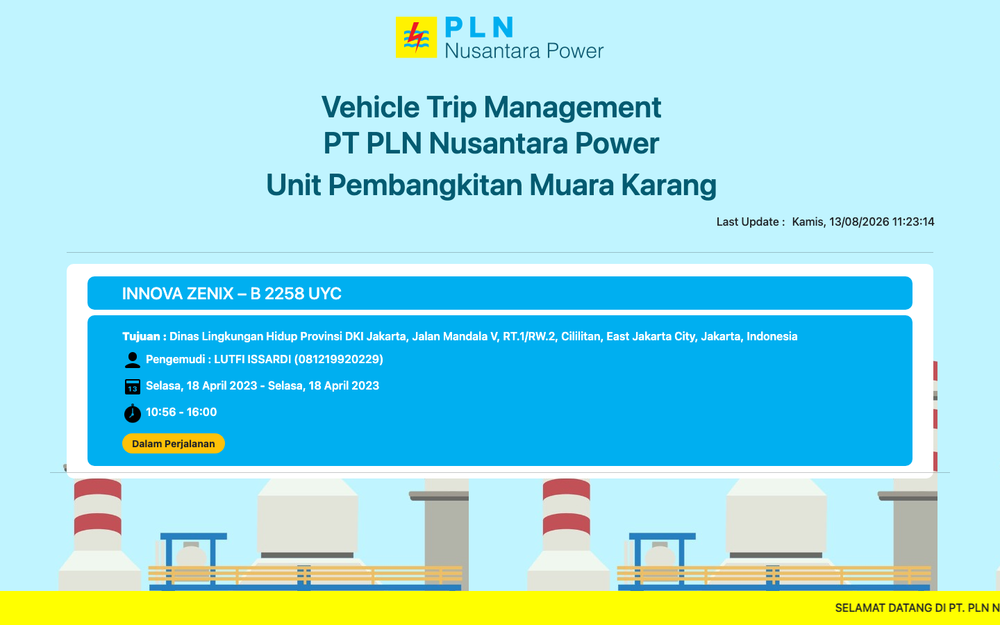 PLN
Nusantara Power
Vehicle Trip Management
PT PLN Nusantara Power
Unit Pembangkitan Muara Karang
Last Update : Kamis, 13/08/2026 11:23:14
INNOVA ZENIX – B 2258 UYC
Tujuan : Dinas Lingkungan Hidup Provinsi DKI Jakarta, Jalan Mandala V, RT.1/RW.2, Cililitan, East Jakarta City, Jakarta, Indonesia
Pengemudi : LUTFI ISSARDI (081219920229)
13
Selasa, 18 April 2023 - Selasa, 18 April 2023
10:56 - 16:00
Dalam Perjalanan
SELAMAT DATANG DI PT. PLN N